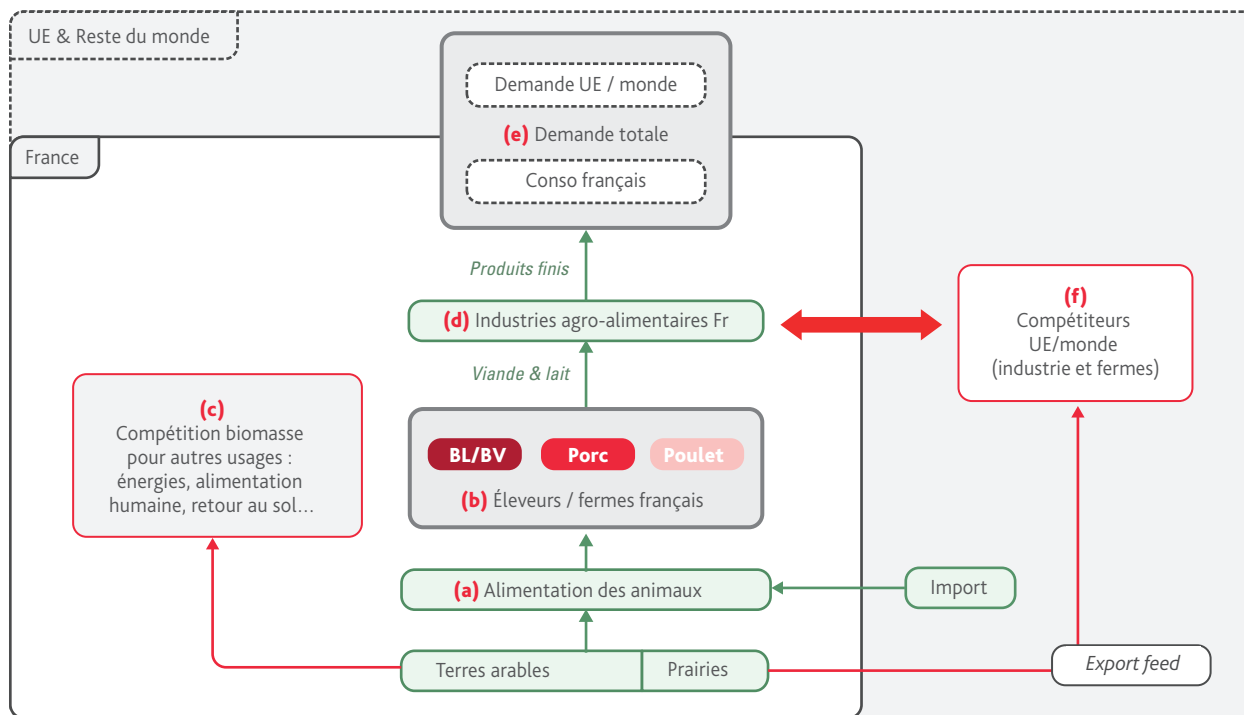 UE & Reste du monde
Demande UE / monde
(e) Demande totale
France
Conso français
Produits finis
(d) Industries agro-alimentaires Fr
(f)
Compétiteurs
UE/monde
(industrie et fermes)
Viande & lait
(c)
Compétition biomasse
pour autres usages :
énergies, alimentation
humaine, retour au sol...
BL/BV
Porc
Poulet
(b) Éleveurs / fermes français
(a) Alimentation des animaux
Import
Terres arables
Prairies
Export feed